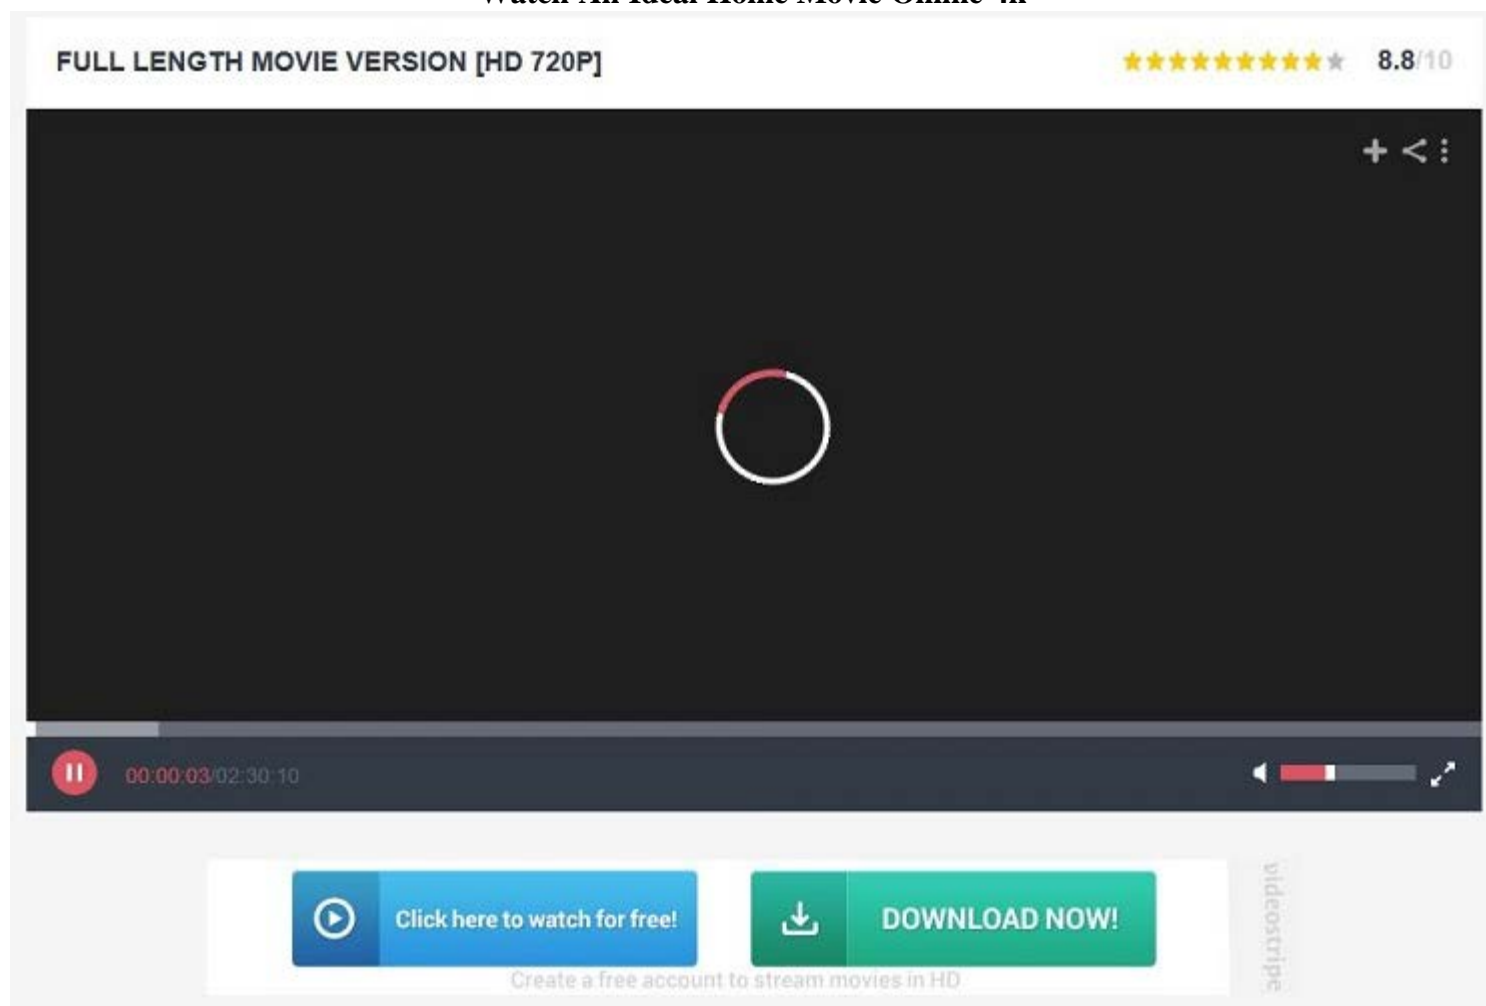 Watch An Ideal Home Movie Online 4k
FULL LENGTH MOVIE VERSION [HD 720P]
8.8/10
00:00:03/02:30:10
Click here to watch for free!
DOWNLOAD NOW!
Create a free account to stream movies in HD
videostripe